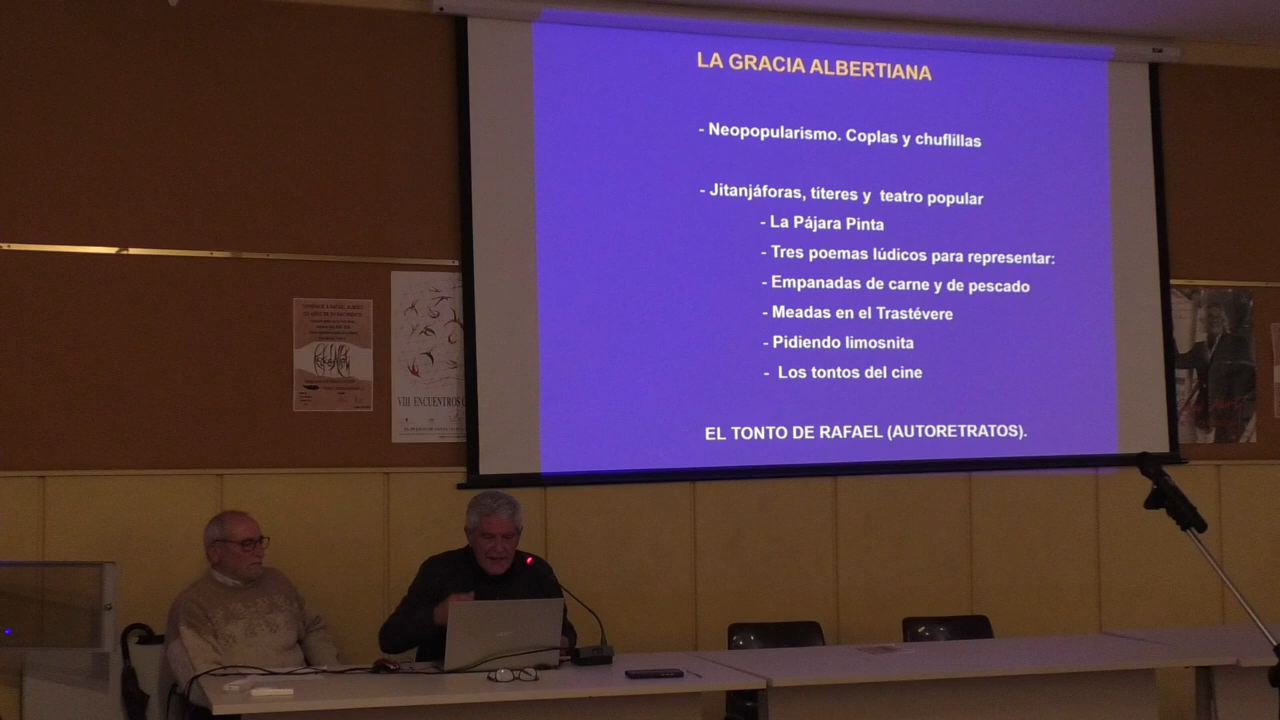 LA GRACIA ALBERTIANA
- Neopopularismo. Coplas y chuflillas
- Jitanjáforas, títeres y teatro popular
- La Pájara Pinta
- Tres poemas lúdicos para representar:
- Empanadas de carne y de pescado
- Meadas en el Trastévere
- Pidiendo limosnita
- Los tontos del cine
EL TONTO DE RAFAEL (AUTORETRATOS).
VIII ENCUENTROS